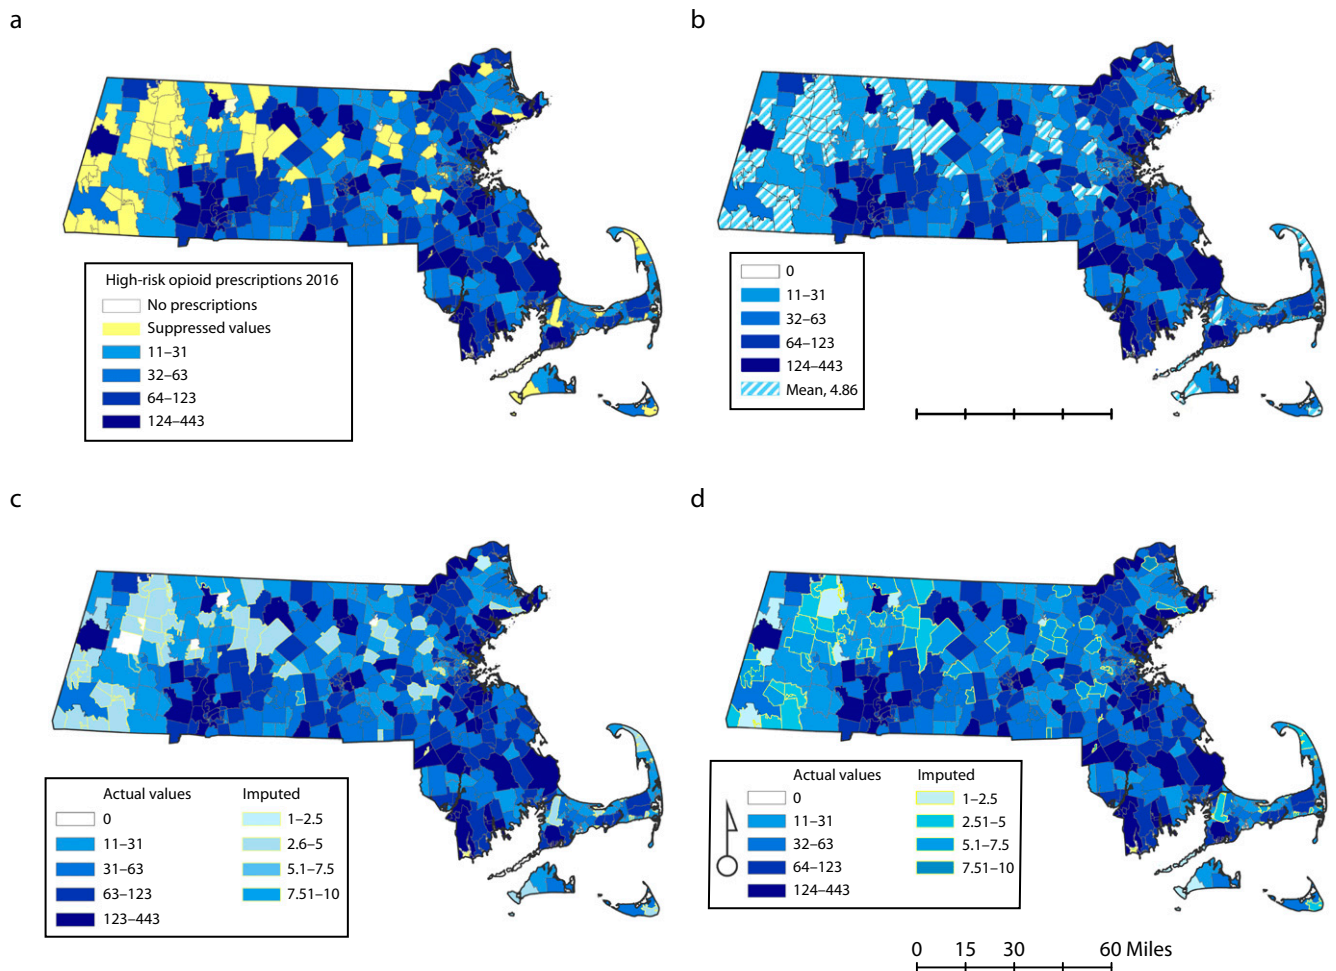 a
High-risk opioid prescriptions 2016
No prescriptions
Suppressed values
11–31
32–63
64–123
124–443
b
0
11–31
32–63
64–123
124–443
Mean, 4.86
c
Actual values Imputed
0 1–2.5
11–31 2.6–5
31–63 5.1–7.5
63–123 7.51–10
123–443
d
Actual values Imputed
0 1–2.5
11–31 2.51–5
32–63 5.1–7.5
64–123 7.51–10
124–443
0 15 30 60 Miles